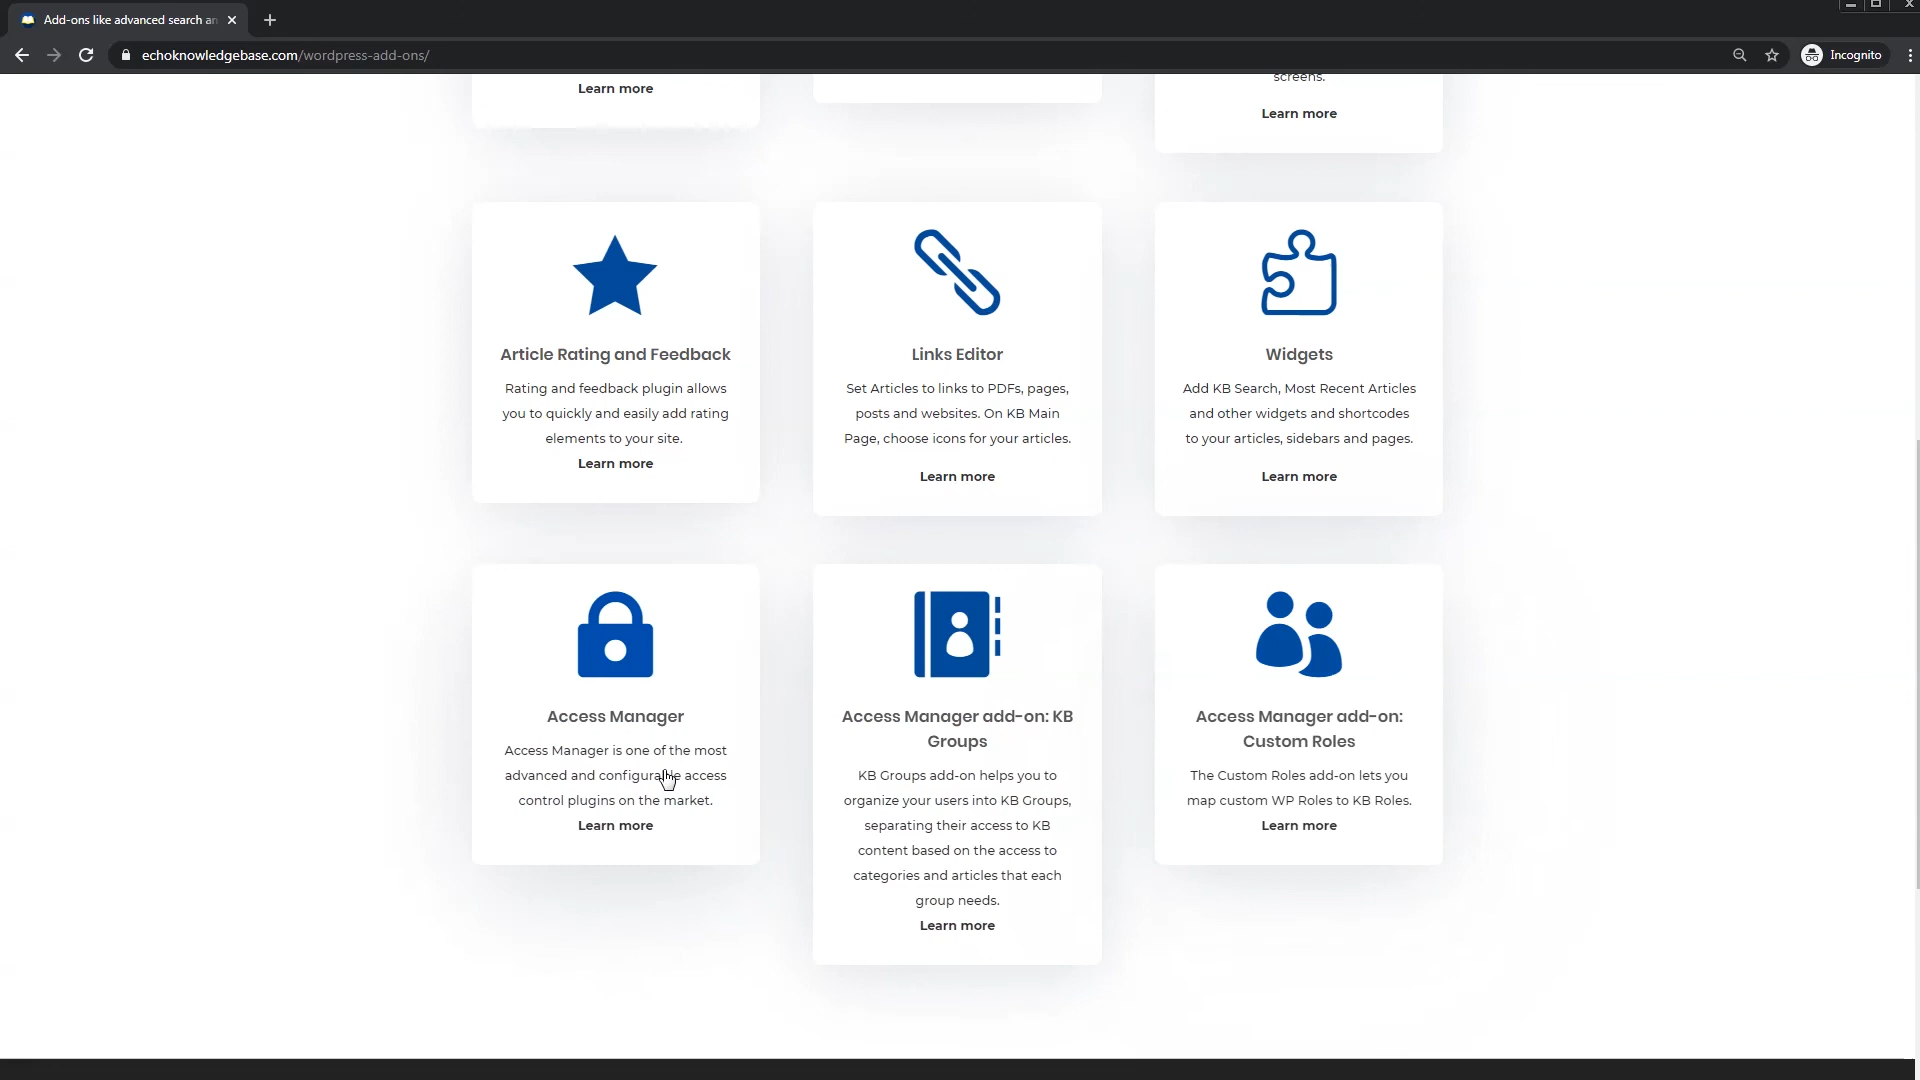 Add-ons like advanced search an
echoknowledgebase.com/wordpress-add-ons/
Incognito
Learn more
screens.
Learn more
Article Rating and Feedback
Rating and feedback plugin allows
you to quickly and easily add rating
elements to your site.
Learn more
Links Editor
Set Articles to links to PDFs, pages,
posts and websites. On KB Main
Page, choose icons for your articles.
Learn more
Widgets
Add KB Search, Most Recent Articles
and other widgets and shortcodes
to your articles, sidebars and pages.
Learn more
Access Manager
Access Manager is one of the most
advanced and configurable access
control plugins on the market.
Learn more
Access Manager add-on: KB
Groups
KB Groups add-on helps you to
organize your users into KB Groups,
separating their access to KB
content based on the access to
categories and articles that each
group needs.
Learn more
Access Manager add-on:
Custom Roles
The Custom Roles add-on lets you
map custom WP Roles to KB Roles.
Learn more